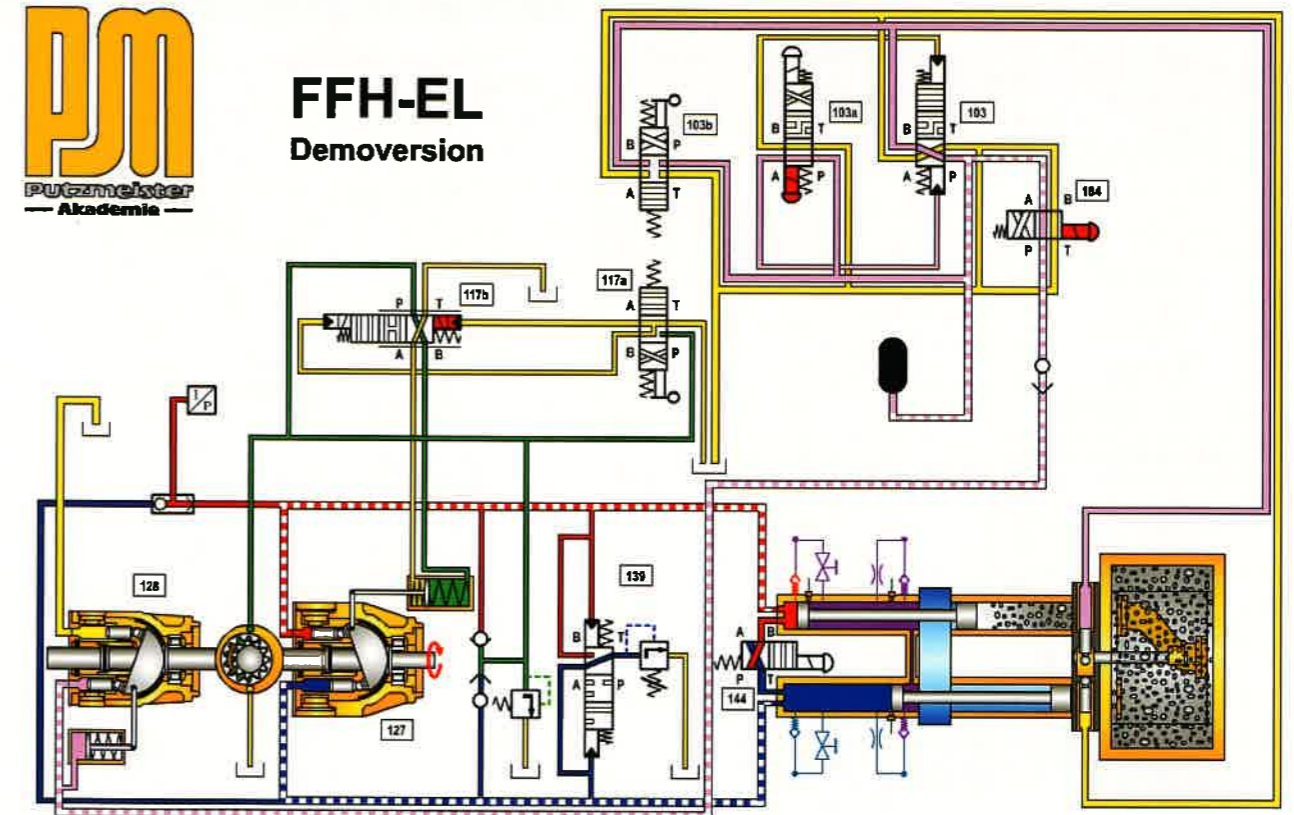 PM
Putzmeister
Akademie
FFH-EL
Demoversion
103b
B P
A T
103a
B T
A P
103
B T
A P
184
A B
P T
117a
A T
B P
117b
P T
A B
I/P
128
127
139
B T
A P
144
A B
P T